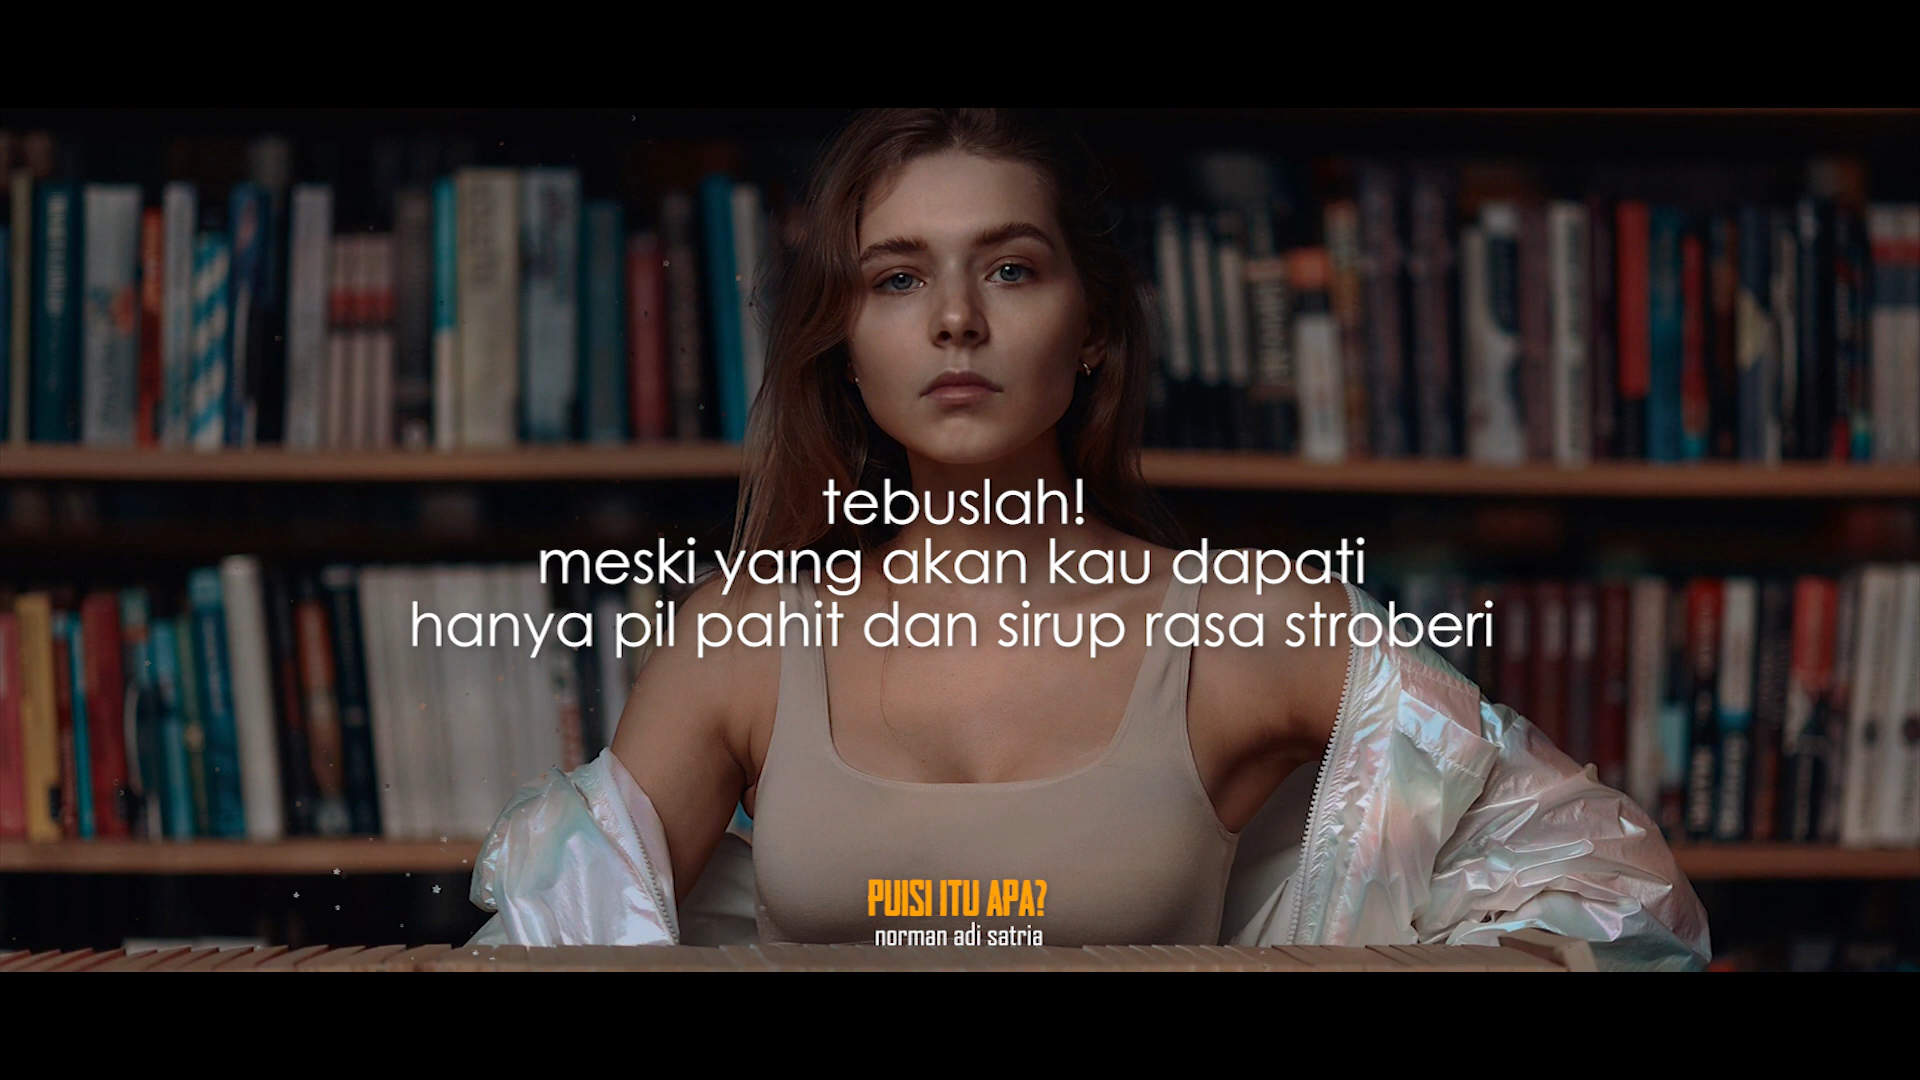 tebuslah!
meski yang akan kau dapati
hanya pil pahit dan sirup rasa stroberi
PUISI ITU APA?
norman adi satria